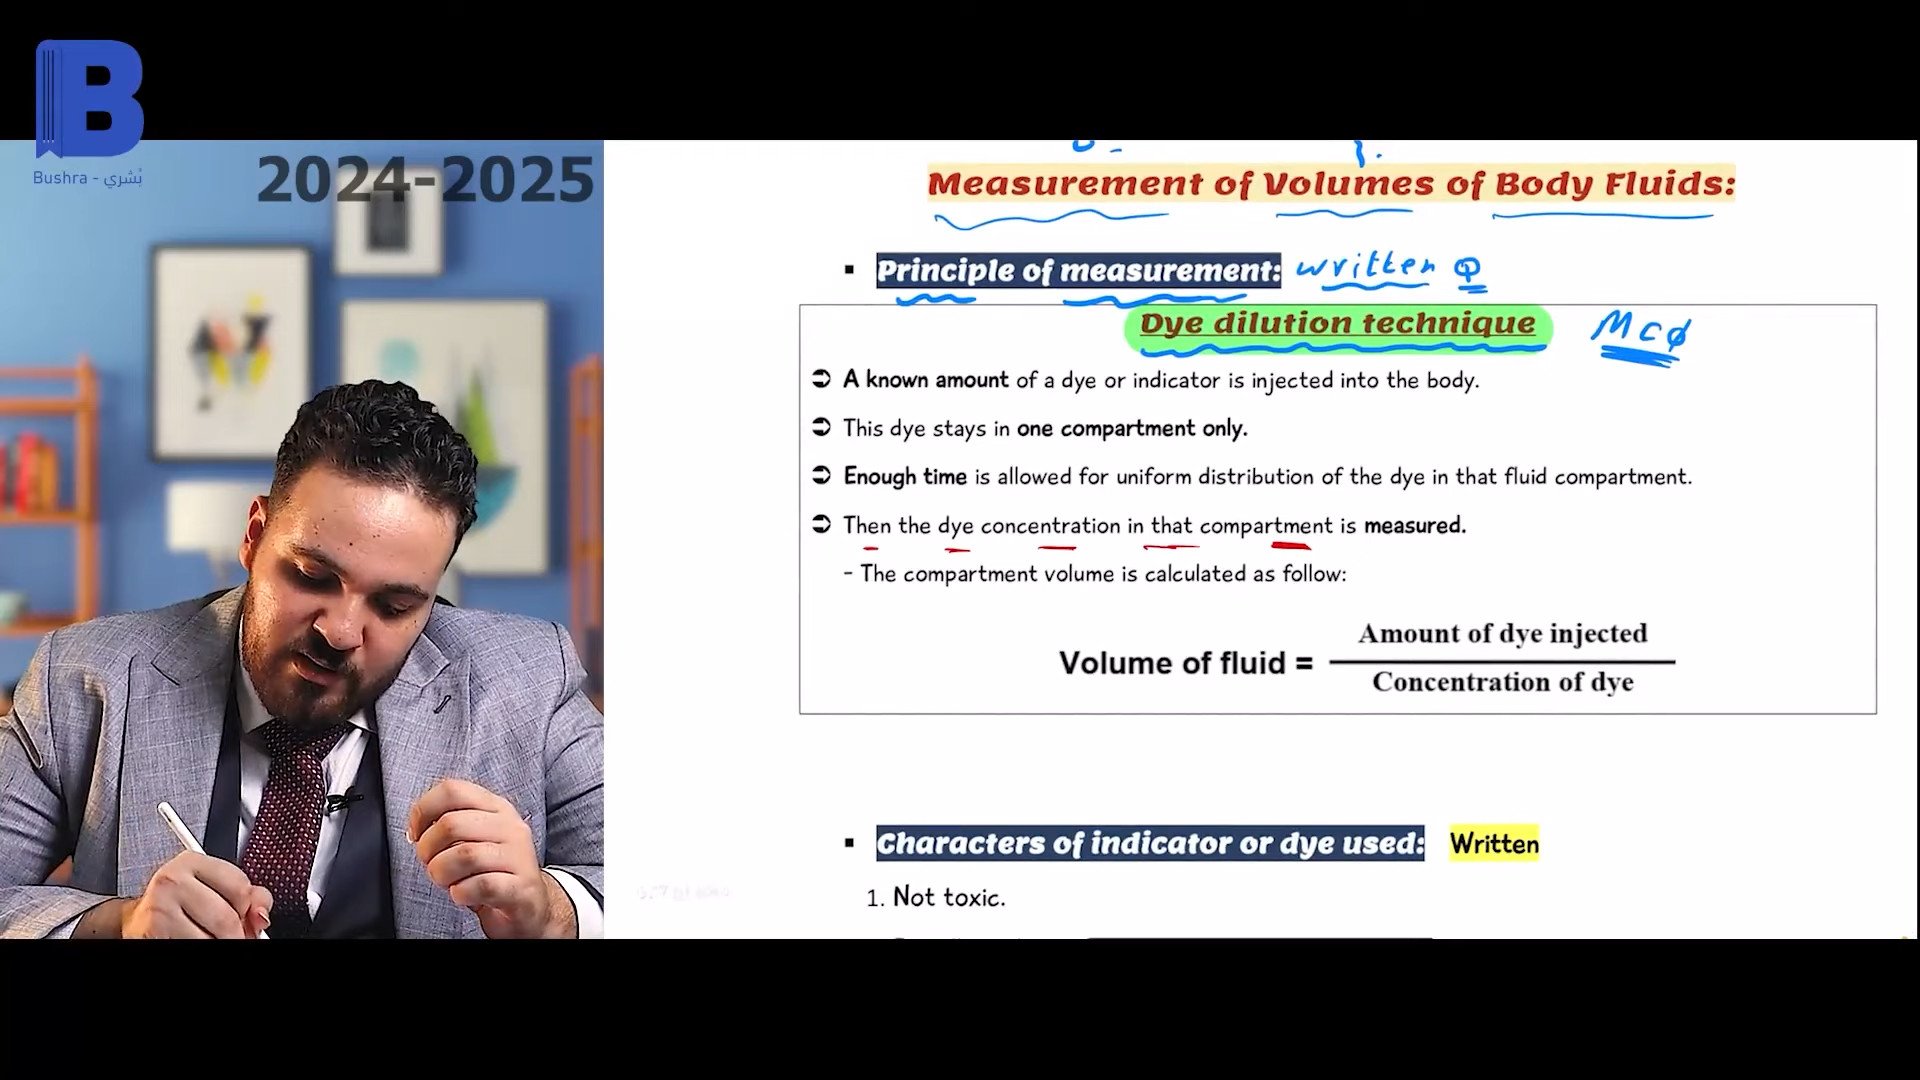 B
Bushra - بُشري
2024-2025
Measurement of Volumes of Body Fluids:
▪ Principle of measurement: written Q
Dye dilution technique MCQ
➲ A known amount of a dye or indicator is injected into the body.
➲ This dye stays in one compartment only.
➲ Enough time is allowed for uniform distribution of the dye in that fluid compartment.
➲ Then the dye concentration in that compartment is measured.
- The compartment volume is calculated as follow:
Amount of dye injected
Volume of fluid =
Concentration of dye
▪ Characters of indicator or dye used: Written
1. Not toxic.